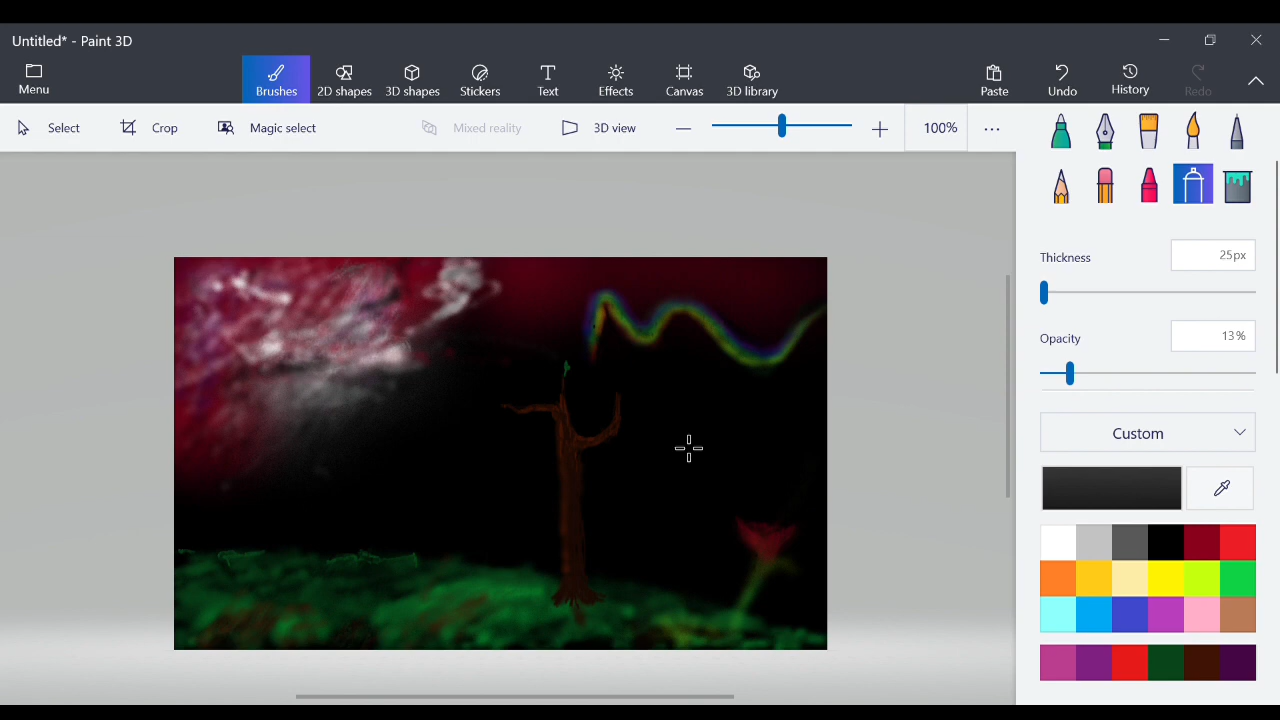 Untitled* - Paint 3D
Menu
Brushes 2D shapes 3D shapes Stickers Text Effects Canvas 3D library Paste Undo History Redo
Select Crop Magic select Mixed reality 3D view 100%
Thickness 25px
Opacity 13%
Custom